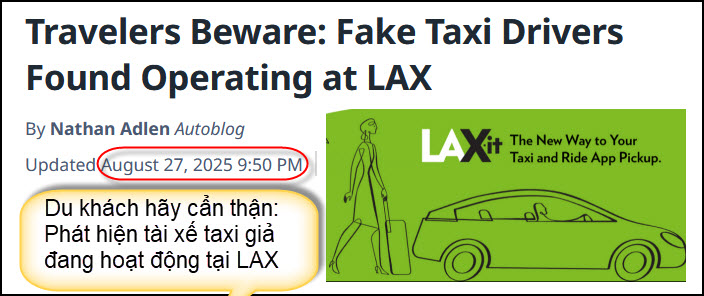 Travelers Beware: Fake Taxi Drivers
Found Operating at LAX
By Nathan Adlen Autoblog
Updated August 27, 2025 9:50 PM
LAX-it The New Way to Your
Taxi and Ride App Pickup.
Du khách hãy cẩn thận:
Phát hiện tài xế taxi giả
đang hoạt động tại LAX